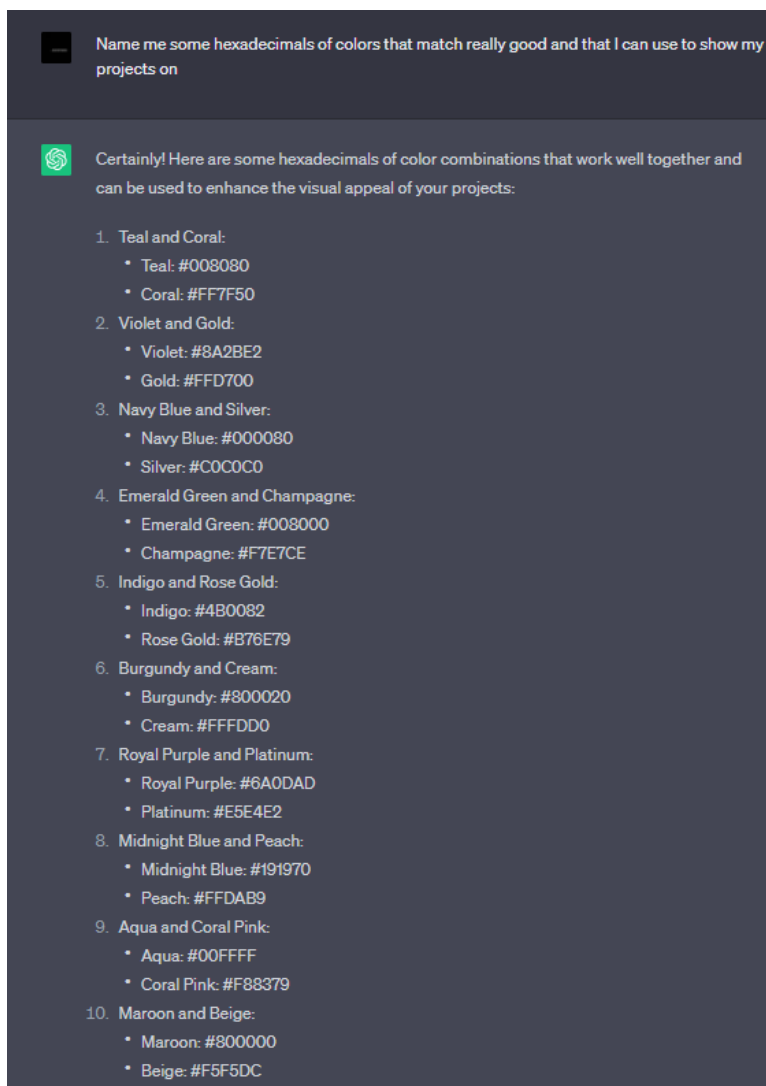 Name me some hexadecimals of colors that match really good and that I can use to show my
projects on
Certainly! Here are some hexadecimals of color combinations that work well together and
can be used to enhance the visual appeal of your projects:
1. Teal and Coral:
• Teal: #008080
• Coral: #FF7F50
2. Violet and Gold:
• Violet: #8A2BE2
• Gold: #FFD700
3. Navy Blue and Silver:
• Navy Blue: #000080
• Silver: #C0C0C0
4. Emerald Green and Champagne:
• Emerald Green: #008000
• Champagne: #F7E7CE
5. Indigo and Rose Gold:
• Indigo: #4B0082
• Rose Gold: #B76E79
6. Burgundy and Cream:
• Burgundy: #800020
• Cream: #FFFDD0
7. Royal Purple and Platinum:
• Royal Purple: #6A0DAD
• Platinum: #E5E4E2
8. Midnight Blue and Peach:
• Midnight Blue: #191970
• Peach: #FFDAB9
9. Aqua and Coral Pink:
• Aqua: #00FFFF
• Coral Pink: #F88379
10. Maroon and Beige:
• Maroon: #800000
• Beige: #F5F5DC